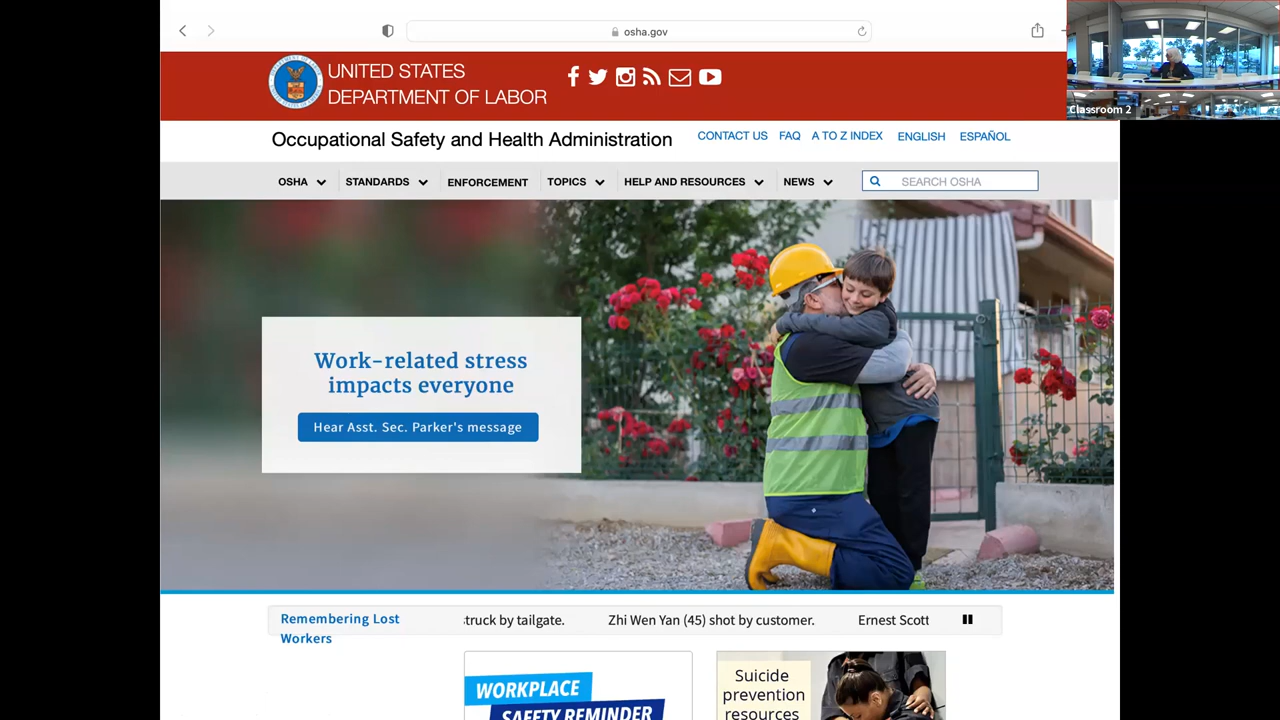 osha.gov
Classroom 2
UNITED STATES
DEPARTMENT OF LABOR
Occupational Safety and Health Administration
CONTACT US FAQ A TO Z INDEX ENGLISH ESPAÑOL
OSHA STANDARDS ENFORCEMENT TOPICS HELP AND RESOURCES NEWS SEARCH OSHA
Work-related stress
impacts everyone
Hear Asst. Sec. Parker's message
Remembering Lost
Workers
truck by tailgate. Zhi Wen Yan (45) shot by customer. Ernest Scott
WORKPLACE
SAFETY REMINDER
Suicide
prevention
resources